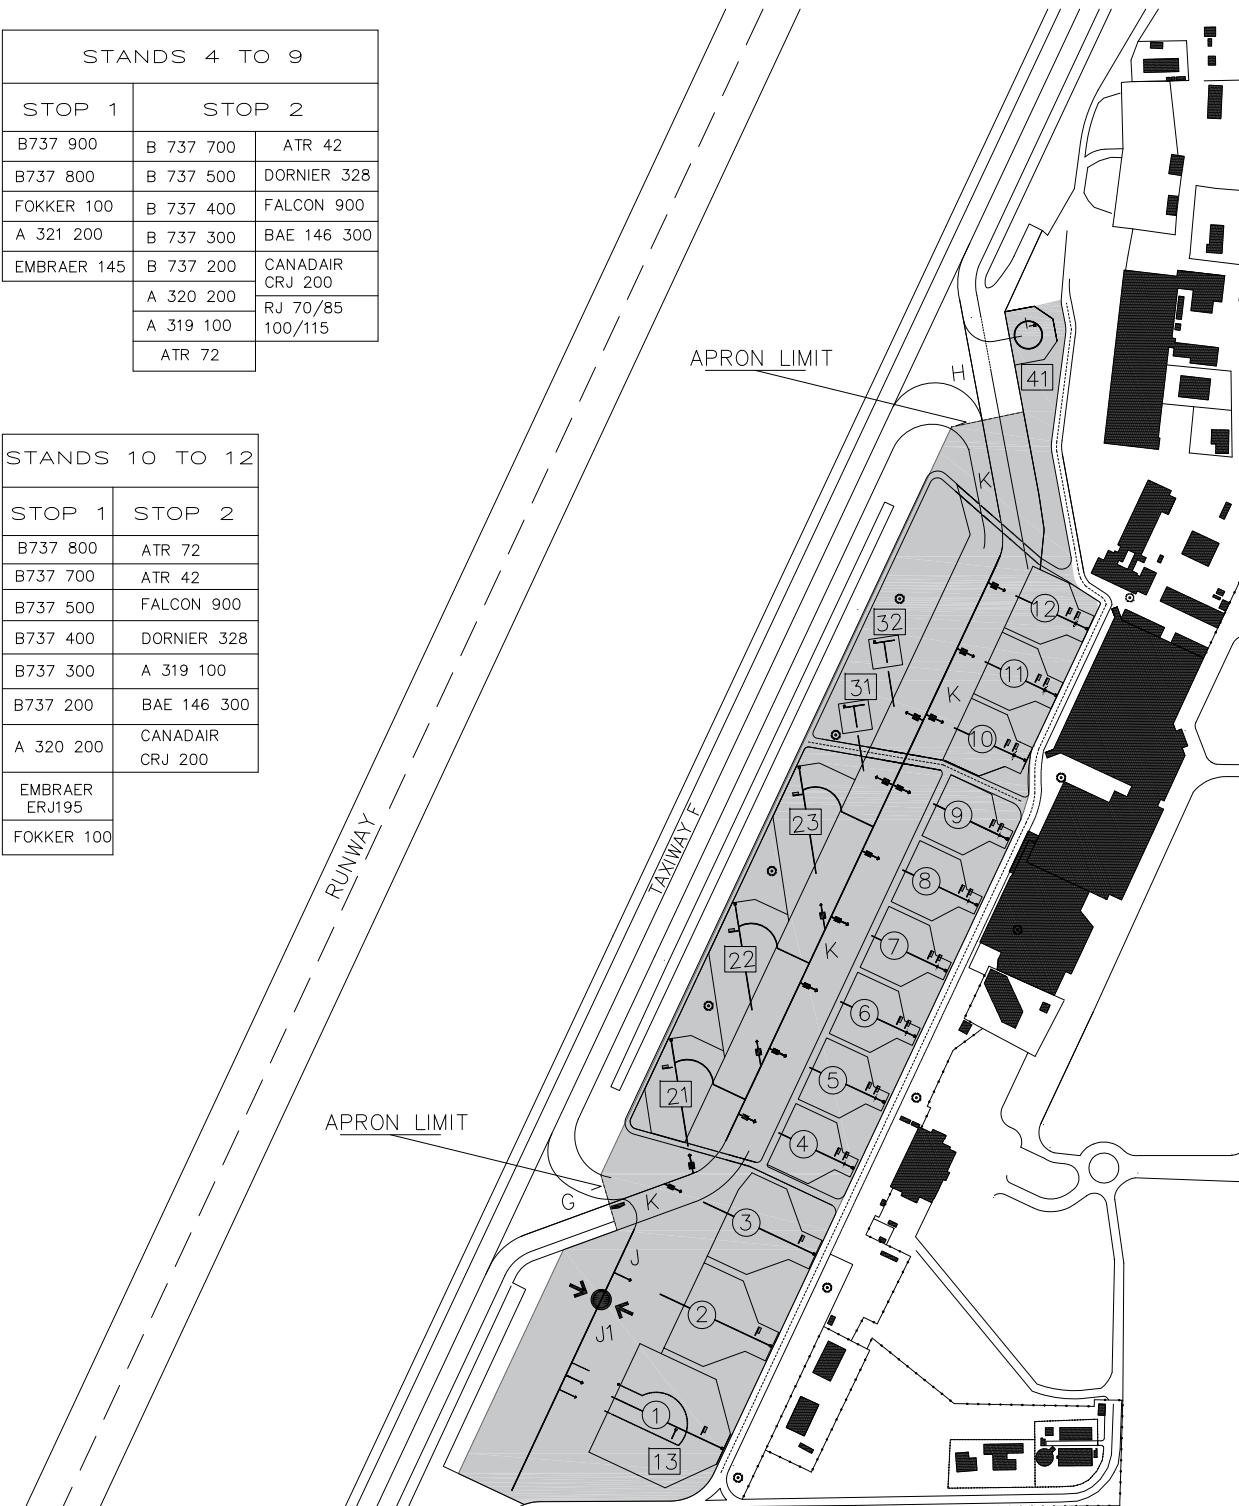 STANDS 4 TO 9
STOP 1 STOP 2
B737 900 B 737 700 ATR 42
B737 800 B 737 500 DORNIER 328
FOKKER 100 B 737 400 FALCON 900
A 321 200 B 737 300 BAE 146 300
EMBRAER 145 B 737 200 CANADAIR
CRJ 200
A 320 200 RJ 70/85
A 319 100 100/115
ATR 72
STANDS 10 TO 12
STOP 1 STOP 2
B737 800 ATR 72
B737 700 ATR 42
B737 500 FALCON 900
B737 400 DORNIER 328
B737 300 A 319 100
B737 200 BAE 146 300
A 320 200 CANADAIR
CRJ 200
EMBRAER
ERJ195
FOKKER 100
APRON LIMIT
H
41
K
12
32
11
31
K
10
9
23
TAXIWAY F
RUNWAY
8
7
K
22
6
5
21
4
APRON LIMIT
G
K
3
J
2
J1
1
13